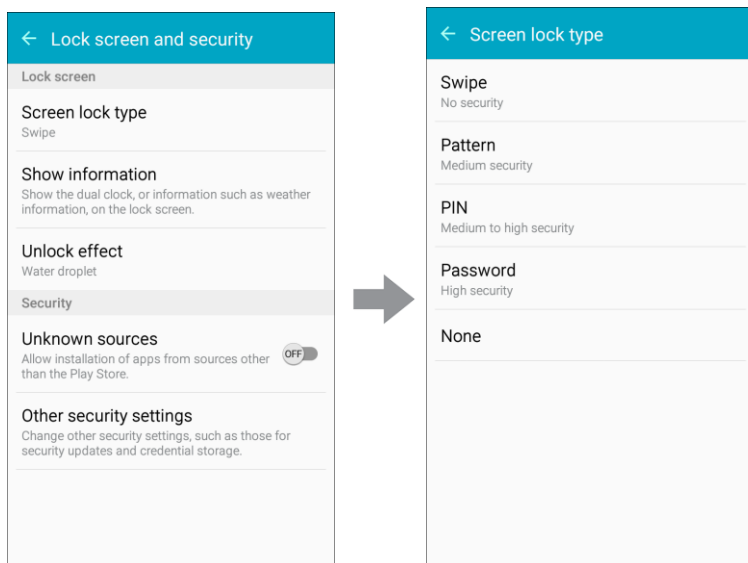 Lock screen and security
Lock screen
Screen lock type
Swipe
Show information
Show the dual clock, or information such as weather
information, on the lock screen.
Unlock effect
Water droplet
Security
Unknown sources
Allow installation of apps from sources other
than the Play Store.
OFF
Other security settings
Change other security settings, such as those for
security updates and credential storage.
Screen lock type
Swipe
No security
Pattern
Medium security
PIN
Medium to high security
Password
High security
None